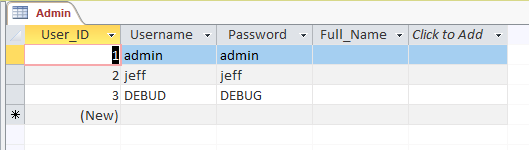 Admin
User_ID Username Password Full_Name Click to Add
1 admin admin
2 jeff jeff
3 DEBUD DEBUG
* (New)